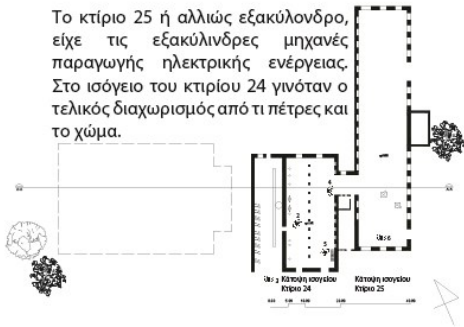 Το κτίριο 25 ή αλλιώς εξακύλονδρο,
είχε τις εξακύλινδρες μηχανές
παραγωγής ηλεκτρικής ενέργειας.
Στο ισόγειο του κτιρίου 24 γινόταν ο
τελικός διαχωρισμός από τι πέτρες και
το χώμα.
Κάτοψη ισογείου Κάτοψη ισογείου
Κτίριο 24 Κτίριο 25